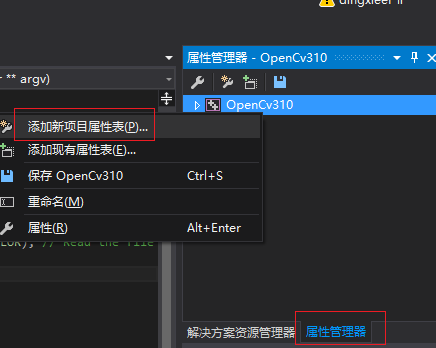 dingxieer li
** argv)
属性管理器 - OpenCv310
OpenCv310
添加新项目属性表(P)...
添加现有属性表(E)...
保存 OpenCv310 Ctrl+S
重命名(M)
属性(R) Alt+Enter
LOR); // Read the file
解决方案资源管理器 属性管理器